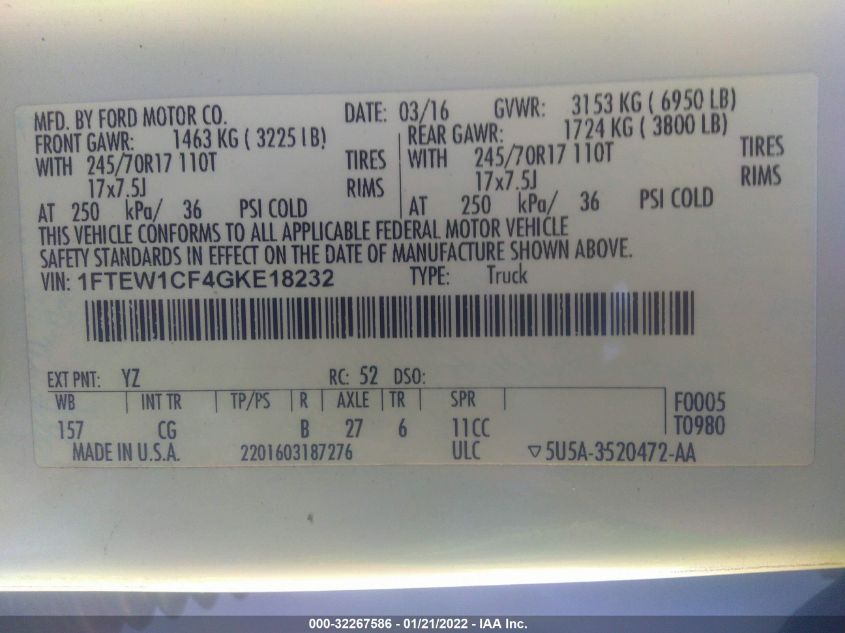 MFD. BY FORD MOTOR CO. DATE: 03/16 GVWR: 3153 KG ( 6950 LB)
FRONT GAWR: 1463 KG ( 3225 LB) REAR GAWR: 1724 KG ( 3800 LB)
WITH 245/70R17 110T TIRES WITH 245/70R17 110T TIRES
17x7.5J RIMS 17x7.5J RIMS
AT 250 kPa/ 36 PSI COLD AT 250 kPa/ 36 PSI COLD
THIS VEHICLE CONFORMS TO ALL APPLICABLE FEDERAL MOTOR VEHICLE
SAFETY STANDARDS IN EFFECT ON THE DATE OF MANUFACTURE SHOWN ABOVE.
VIN: 1FTEW1CF4GKE18232 TYPE: Truck
EXT PNT: YZ RC: 52 DSO:
WB INT TR TP/PS R AXLE TR SPR F0005
157 CG B 27 6 11CC T0980
MADE IN U.S.A. 2201603187276 ULC ▽5U5A-3520472-AA
000-32267586 - 01/21/2022 - IAA Inc.